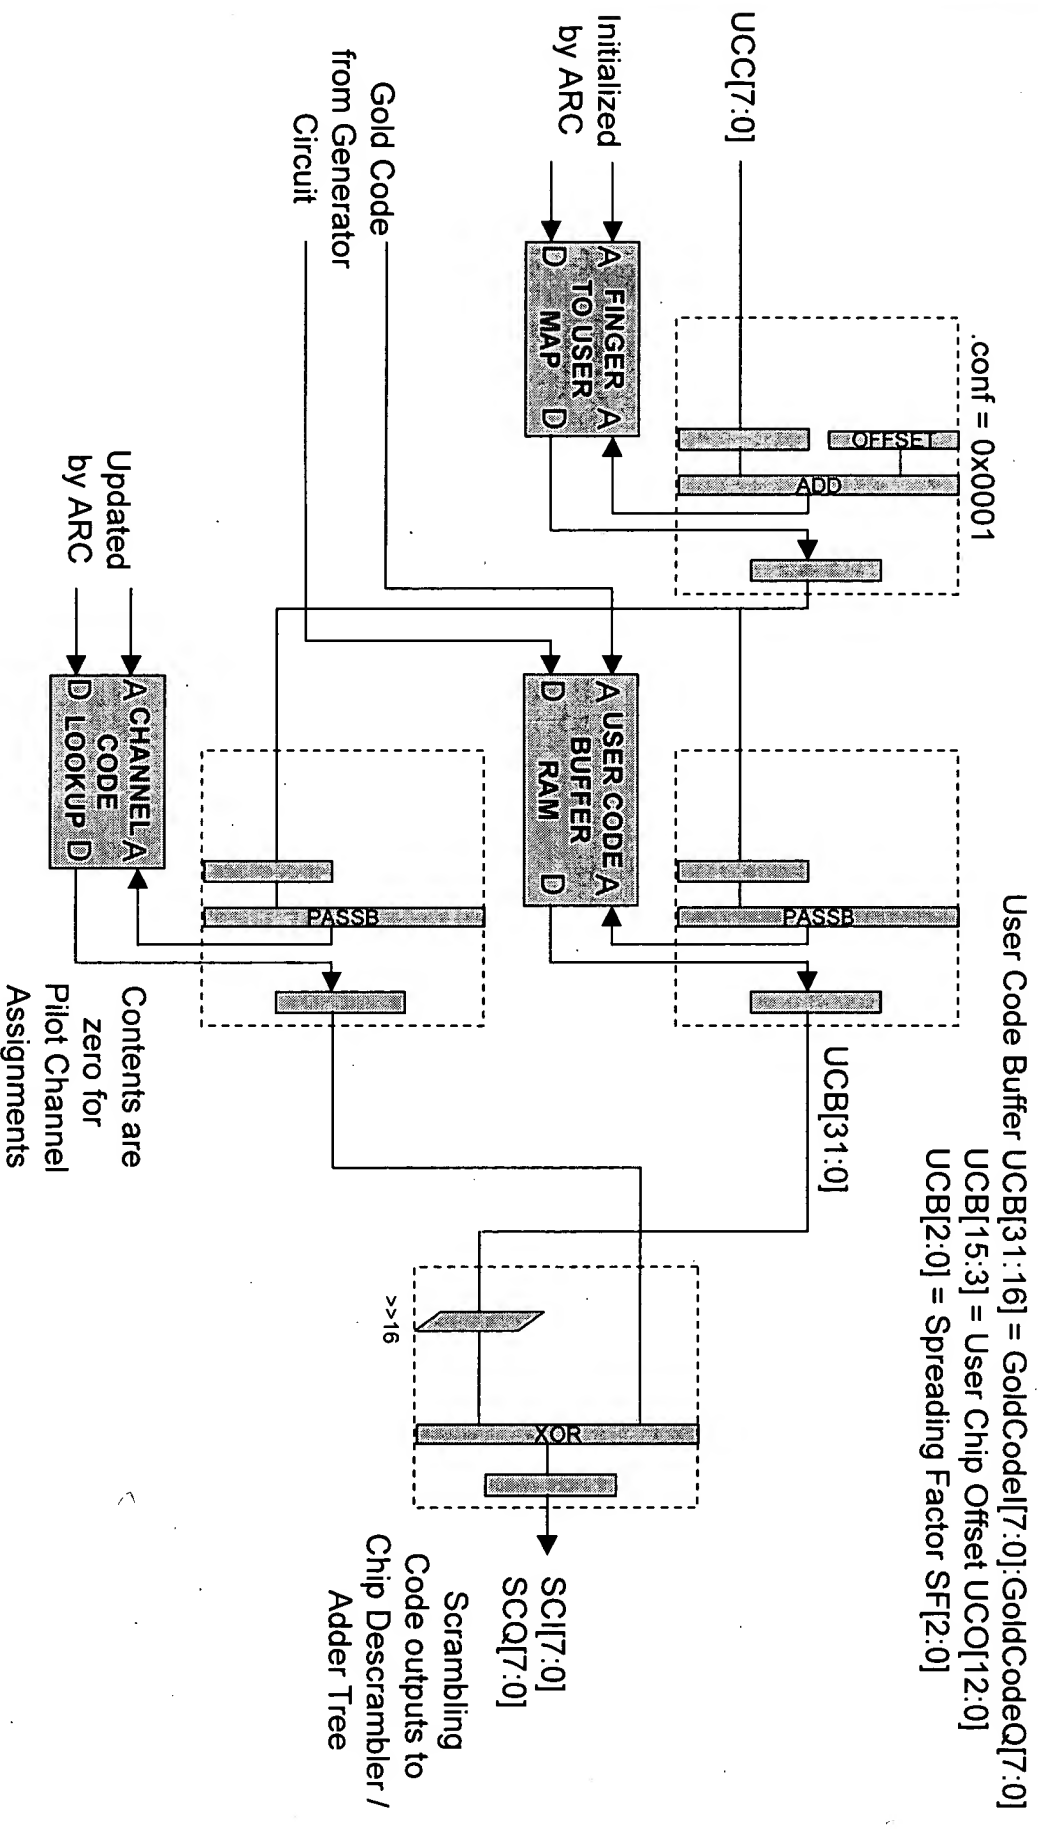 User Code Buffer UCB[31:16] = GoldCodeI[7:0]:GoldCodeQ[7:0]
UCB[15:3] = User Chip Offset UCO[12:0]
UCB[2:0] = Spreading Factor SF[2:0]
.conf = 0x0001
OFFSET
ADD
UCC[7:0]
Initialized
by ARC
A FINGER A
TO USER
D MAP D
Gold Code
from Generator
Circuit
PASSB
UCB[31:0]
A USER CODE A
BUFFER
D RAM D
PASSB
Updated
by ARC
A CHANNEL A
CODE
D LOOKUP D
Contents are
zero for
Pilot Channel
Assignments
>>16
XOR
SCI[7:0]
SCQ[7:0]
Scrambling
Code outputs to
Chip Descrambler /
Adder Tree